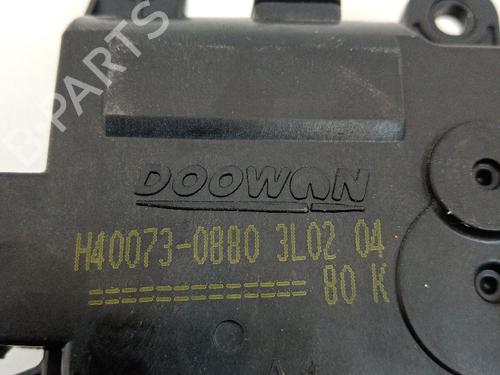 DOOWON
H40073-0880 3L02 04
============= 80 K
B-PARTS